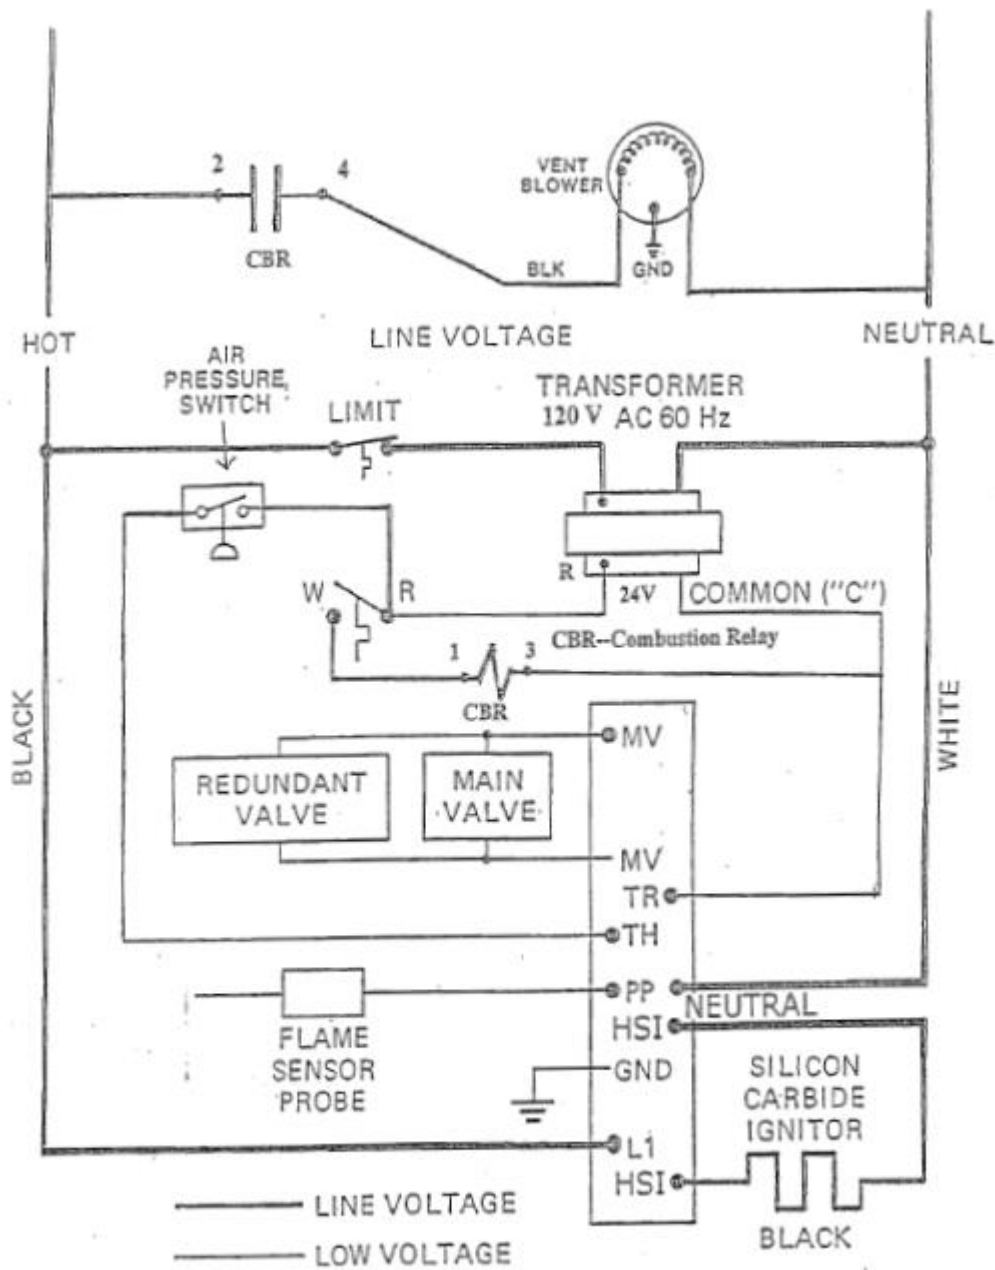 2
4
CBR
VENT
BLOWER
BLK
GND
HOT
LINE VOLTAGE
NEUTRAL
AIR
PRESSURE
SWITCH
LIMIT
TRANSFORMER
120 V AC 60 Hz
W
R
R
24V
COMMON ("C")
CBR--Combustion Relay
1
3
CBR
BLACK
WHITE
MV
REDUNDANT
VALVE
MAIN
VALVE
MV
TR
TH
PP
NEUTRAL
HSI
FLAME
SENSOR
PROBE
GND
SILICON
CARBIDE
IGNITOR
L1
HSI
BLACK
LINE VOLTAGE
LOW VOLTAGE